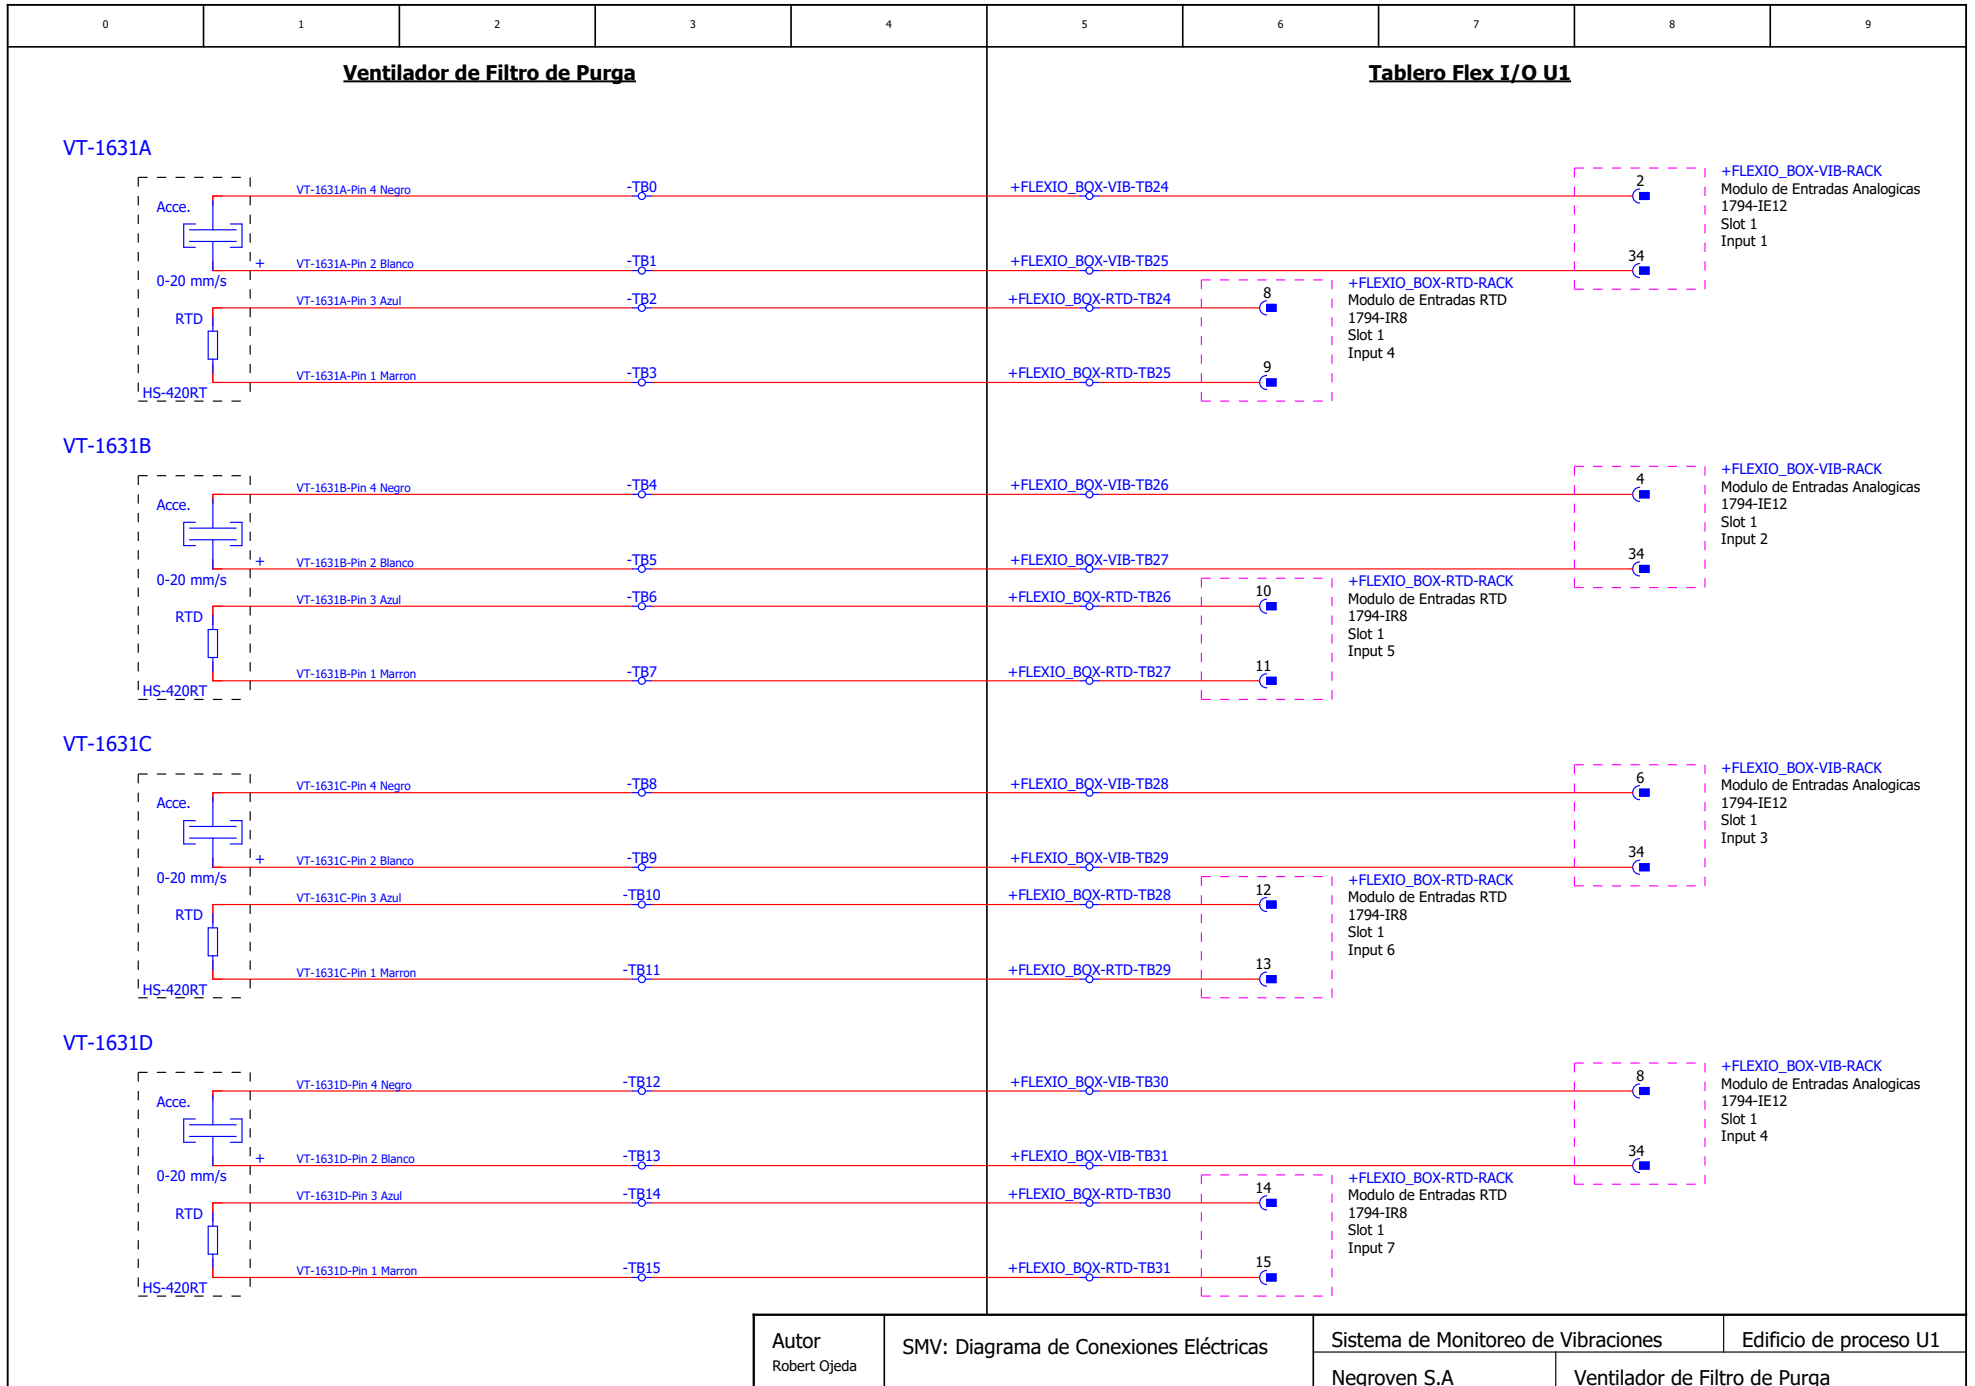 0 1 2 3 4 5 6 7 8 9
Ventilador de Filtro de Purga
Tablero Flex I/O U1
VT-1631A
Acce.
+
0-20 mm/s
RTD
HS-420RT
VT-1631A-Pin 4 Negro -TB0 +FLEXIO_BOX-VIB-TB24 2
VT-1631A-Pin 2 Blanco -TB1 +FLEXIO_BOX-VIB-TB25 34
VT-1631A-Pin 3 Azul -TB2 +FLEXIO_BOX-RTD-TB24 8
VT-1631A-Pin 1 Marron -TB3 +FLEXIO_BOX-RTD-TB25 9
+FLEXIO_BOX-RTD-RACK
Modulo de Entradas RTD
1794-IR8
Slot 1
Input 4
+FLEXIO_BOX-VIB-RACK
Modulo de Entradas Analogicas
1794-IE12
Slot 1
Input 1
VT-1631B
Acce.
+
0-20 mm/s
RTD
HS-420RT
VT-1631B-Pin 4 Negro -TB4 +FLEXIO_BOX-VIB-TB26 4
VT-1631B-Pin 2 Blanco -TB5 +FLEXIO_BOX-VIB-TB27 34
VT-1631B-Pin 3 Azul -TB6 +FLEXIO_BOX-RTD-TB26 10
VT-1631B-Pin 1 Marron -TB7 +FLEXIO_BOX-RTD-TB27 11
+FLEXIO_BOX-RTD-RACK
Modulo de Entradas RTD
1794-IR8
Slot 1
Input 5
+FLEXIO_BOX-VIB-RACK
Modulo de Entradas Analogicas
1794-IE12
Slot 1
Input 2
VT-1631C
Acce.
+
0-20 mm/s
RTD
HS-420RT
VT-1631C-Pin 4 Negro -TB8 +FLEXIO_BOX-VIB-TB28 6
VT-1631C-Pin 2 Blanco -TB9 +FLEXIO_BOX-VIB-TB29 34
VT-1631C-Pin 3 Azul -TB10 +FLEXIO_BOX-RTD-TB28 12
VT-1631C-Pin 1 Marron -TB11 +FLEXIO_BOX-RTD-TB29 13
+FLEXIO_BOX-RTD-RACK
Modulo de Entradas RTD
1794-IR8
Slot 1
Input 6
+FLEXIO_BOX-VIB-RACK
Modulo de Entradas Analogicas
1794-IE12
Slot 1
Input 3
VT-1631D
Acce.
+
0-20 mm/s
RTD
HS-420RT
VT-1631D-Pin 4 Negro -TB12 +FLEXIO_BOX-VIB-TB30 8
VT-1631D-Pin 2 Blanco -TB13 +FLEXIO_BOX-VIB-TB31 34
VT-1631D-Pin 3 Azul -TB14 +FLEXIO_BOX-RTD-TB30 14
VT-1631D-Pin 1 Marron -TB15 +FLEXIO_BOX-RTD-TB31 15
+FLEXIO_BOX-RTD-RACK
Modulo de Entradas RTD
1794-IR8
Slot 1
Input 7
+FLEXIO_BOX-VIB-RACK
Modulo de Entradas Analogicas
1794-IE12
Slot 1
Input 4
Autor
Robert Ojeda
SMV: Diagrama de Conexiones Eléctricas
Sistema de Monitoreo de Vibraciones
Edificio de proceso U1
Negroven S.A
Ventilador de Filtro de Purga